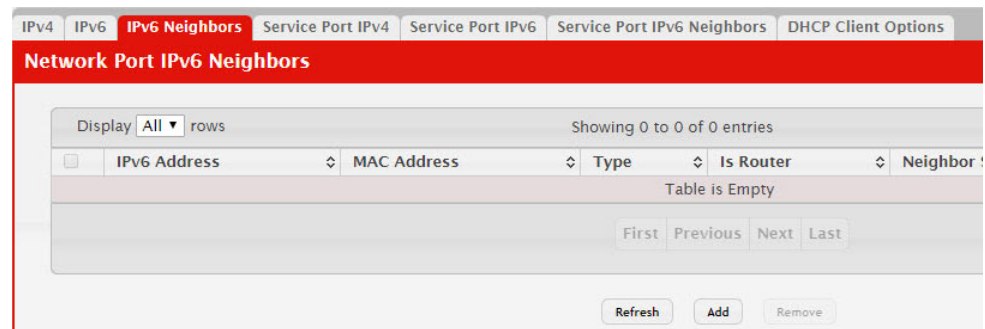 IPv4 IPv6 IPv6 Neighbors Service Port IPv4 Service Port IPv6 Service Port IPv6 Neighbors DHCP Client Options
Network Port IPv6 Neighbors
Display All rows Showing 0 to 0 of 0 entries
IPv6 Address MAC Address Type Is Router Neighbor S
Table is Empty
First Previous Next Last
Refresh Add Remove